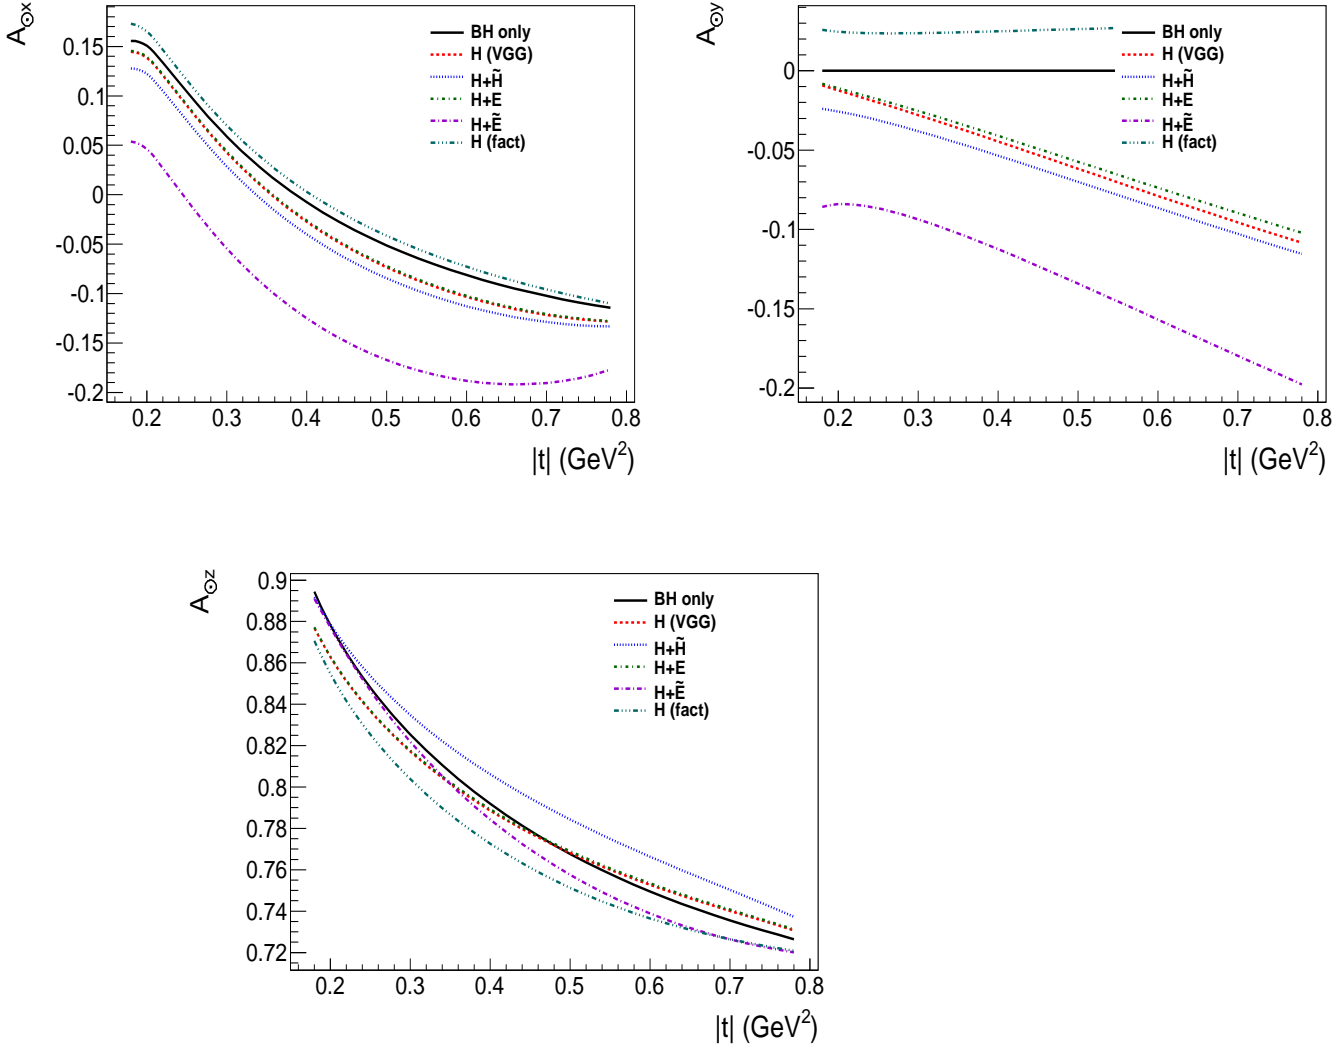 A⊙x
0.15
0.1
0.05
0
-0.05
-0.1
-0.15
-0.2
0.2 0.3 0.4 0.5 0.6 0.7 0.8
|t| (GeV²)
BH only
H (VGG)
H+H̃
H+E
H+Ẽ
H (fact)
A⊙y
0
-0.05
-0.1
-0.15
-0.2
0.2 0.3 0.4 0.5 0.6 0.7 0.8
|t| (GeV²)
BH only
H (VGG)
H+H̃
H+E
H+Ẽ
H (fact)
A⊙z
0.9
0.88
0.86
0.84
0.82
0.8
0.78
0.76
0.74
0.72
0.2 0.3 0.4 0.5 0.6 0.7 0.8
|t| (GeV²)
BH only
H (VGG)
H+H̃
H+E
H+Ẽ
H (fact)